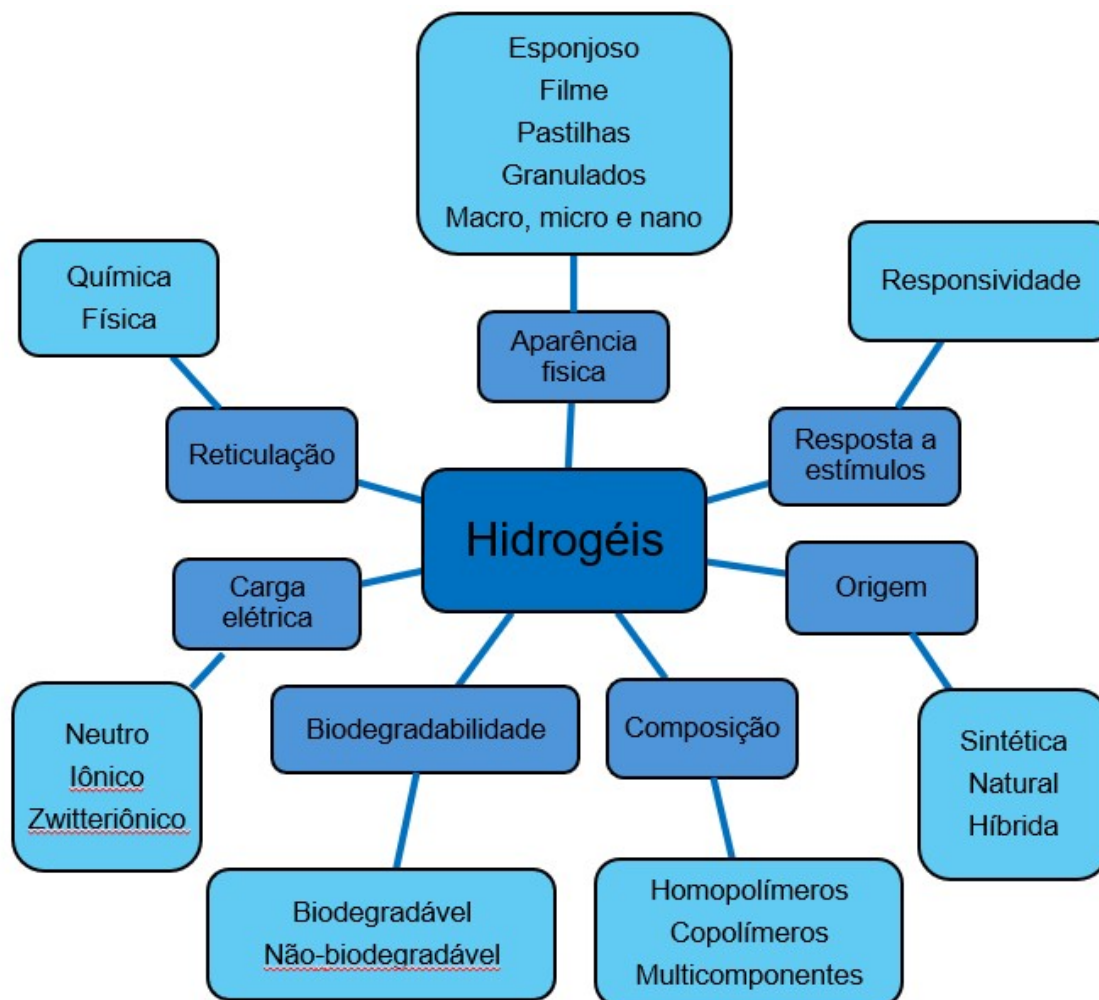 Esponjoso
Filme
Pastilhas
Granulados
Macro, micro e nano
Química
Física
Responsividade
Aparência
fisica
Reticulação
Resposta a
estímulos
Hidrogéis
Carga
elétrica
Origem
Biodegradabilidade
Composição
Neutro
Iônico
Zwitteriônico
Sintética
Natural
Híbrida
Biodegradável
Não-biodegradável
Homopolímeros
Copolímeros
Multicomponentes